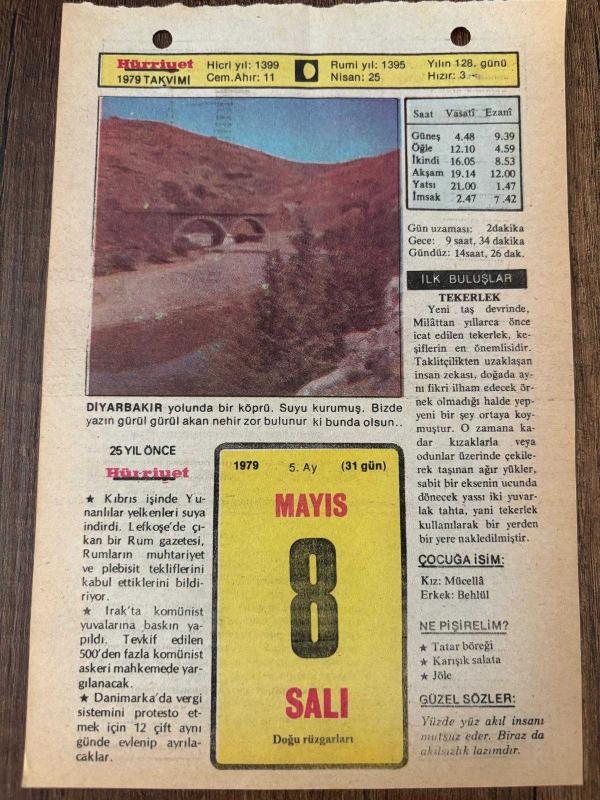 Hürriyet
1979 TAKVİMİ
Hicri yıl: 1399
Cem.Ahır: 11
Rumi yıl: 1395
Nisan: 25
Yılın 128. günü
Hızır: 3
Saat Vasatî Ezanî
Güneş 4.48 9.39
Öğle 12.10 4.59
İkindi 16.05 8.53
Akşam 19.14 12.00
Yatsı 21.00 1.47
İmsak 2.47 7.42
Gün uzaması: 2dakika
Gece: 9 saat, 34 dakika
Gündüz: 14saat, 26 dak.
DİYARBAKIR yolunda bir köprü. Suyu kurumuş. Bizde
yazın gürül gürül akan nehir zor bulunur ki bunda olsun..
25 YIL ÖNCE
Hürriyet
★ Kıbrıs işinde Yu-
nanlılar yelkenleri suya
indirdi. Lefkoşe'de çı-
kan bir Rum gazetesi,
Rumların muhtariyet
ve plebisit tekliflerini
kabul ettiklerini bildi-
riyor.
★ Irak'ta komünist
yuvalarına baskın ya-
pıldı. Tevkif edilen
500'den fazla komünist
askeri mahkemede yar-
gılanacak.
★ Danimarka'da vergi
sistemini protesto et-
mek için 12 çift aynı
günde evlenip ayrıla-
caklar.
1979 5. Ay (31 gün)
MAYIS
8
SALI
Doğu rüzgarları
İLK BULUŞLAR
TEKERLEK
Yeni taş devrinde,
Milâttan yıllarca önce
icat edilen tekerlek, ke-
şiflerin en önemlisidir.
Taklitçilikten uzaklaşan
insan zekası, doğada ay-
nı fikri ilham edecek ör-
nek olmadığı halde yep-
yeni bir şey ortaya koy-
muştur. O zamana ka-
dar kızaklarla veya
odunlar üzerinde çekile-
rek taşınan ağır yükler,
sabit bir eksenin ucunda
dönecek yassı iki yuvar-
lak tahta, yani tekerlek
kullanılarak bir yerden
bir yere nakledilmiştir.
ÇOCUĞA İSİM:
Kız: Mücellâ
Erkek: Behlül
NE PİŞİRELİM?
★ Tatar böreği
★ Karışık salata
★ Jöle
GÜZEL SÖZLER:
Yüzde yüz akıl insanı
mutsuz eder. Biraz da
akılsızlık lazımdır.